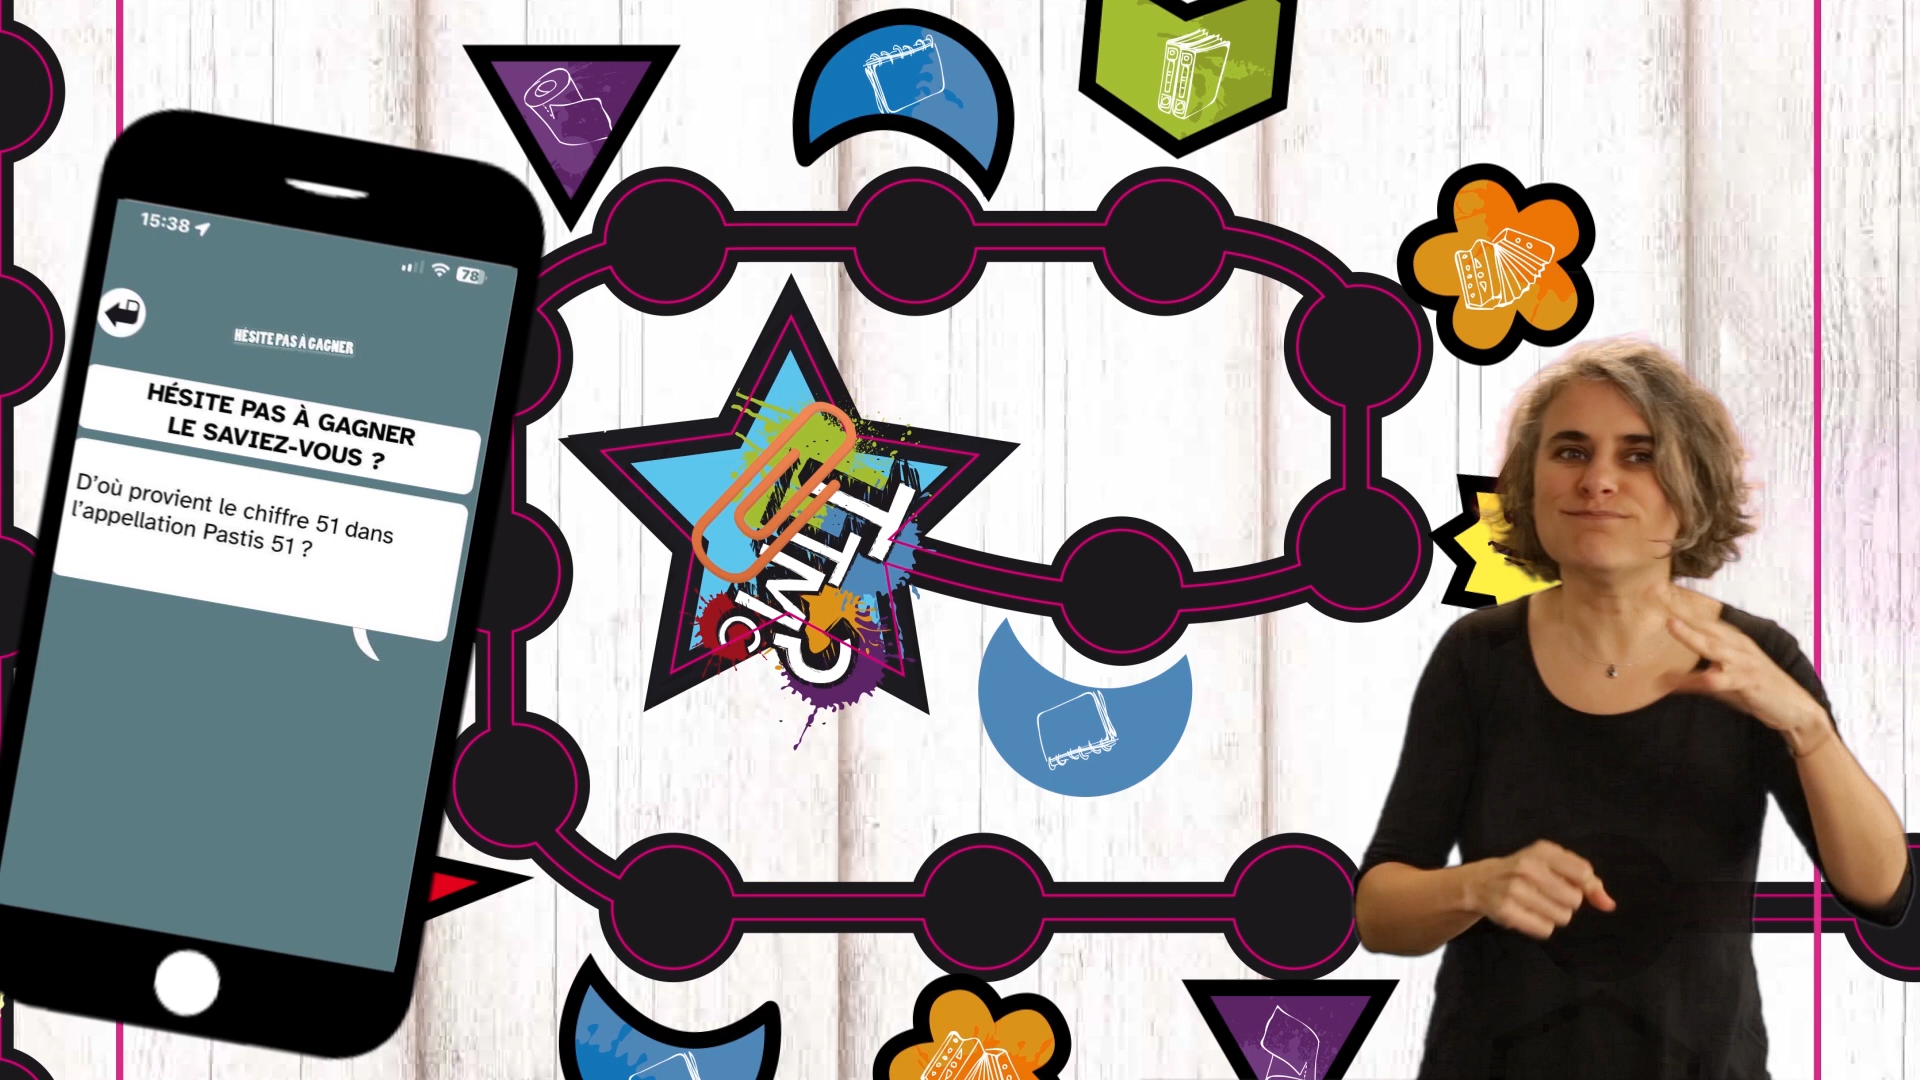 15:38
78
HÉSITE PAS À GAGNER
HÉSITE PAS À GAGNER
LE SAVIEZ-VOUS ?
D’où provient le chiffre 51 dans
l’appellation Pastis 51 ?